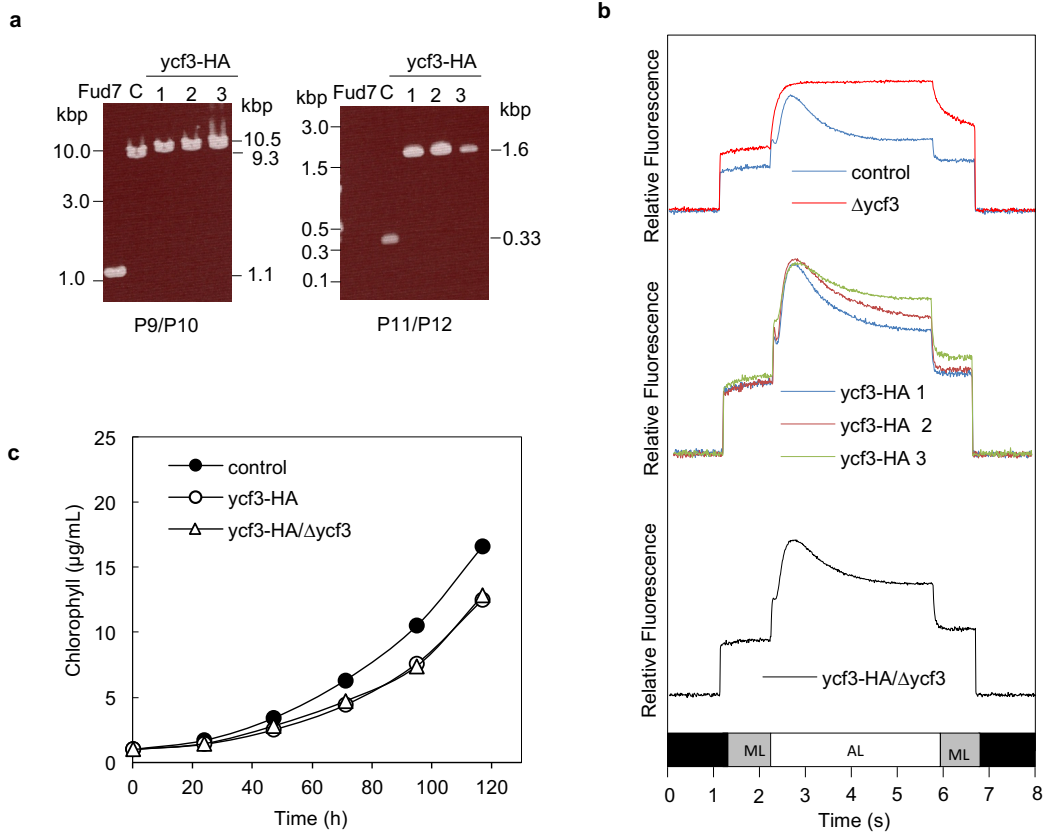 a
ycf3-HA
Fud7 C 1 2 3
kbp
kbp
10.0
3.0
1.0
10.5
9.3
1.1
P9/P10
ycf3-HA
Fud7 C 1 2 3
kbp
3.0
1.5
0.5
0.3
0.1
1.6
0.33
P11/P12
b
Relative Fluorescence
control
Δycf3
Relative Fluorescence
ycf3-HA 1
ycf3-HA 2
ycf3-HA 3
Relative Fluorescence
ycf3-HA/Δycf3
ML AL ML
0 1 2 3 4 5 6 7 8
Time (s)
c
Chlorophyll (µg/mL)
25
20
15
10
5
0
control
ycf3-HA
ycf3-HA/Δycf3
0 20 40 60 80 100 120
Time (h)